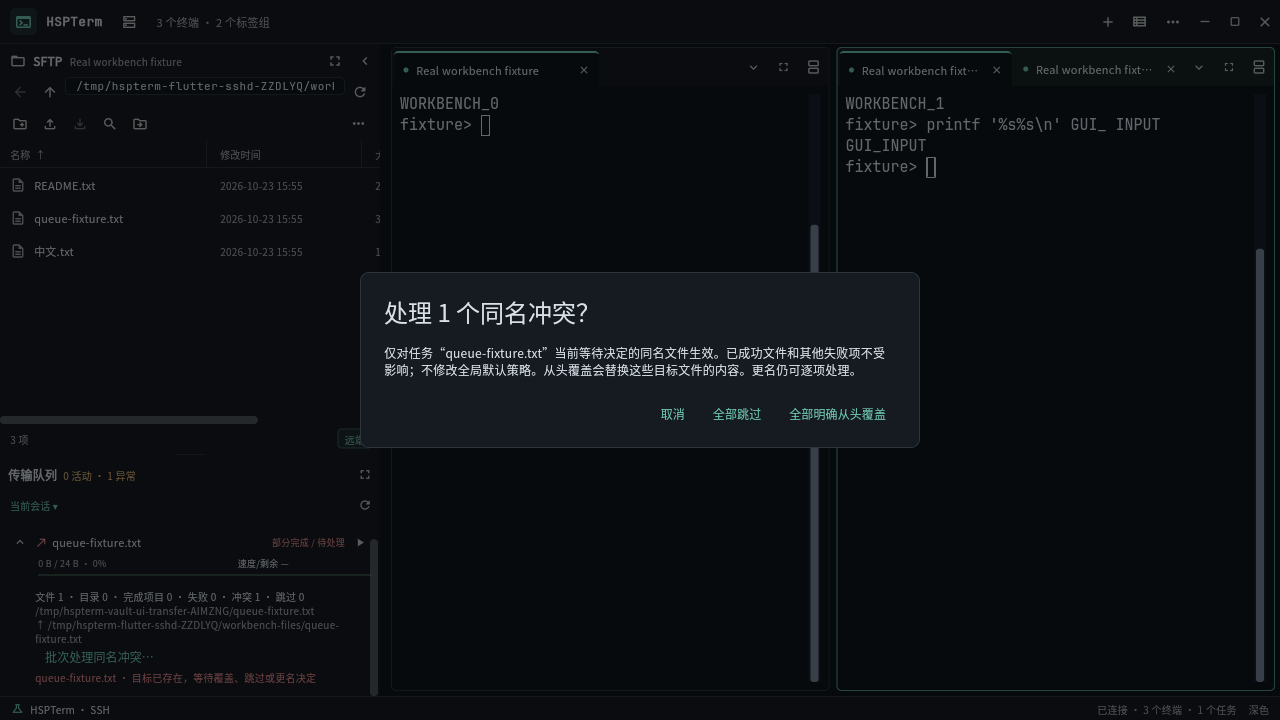 HSPTerm
3 个终端 · 2 个标签组
SFTP Real workbench fixture
/tmp/hspterm-flutter-sshd-ZZDLYQ/work
名称 ↑ 修改时间
README.txt 2026-10-23 15:55 2
queue-fixture.txt 2026-10-23 15:55 3
中文.txt 2026-10-23 15:55 1
3 项
传输队列 0 活动 · 1 异常
当前会话 ▾
queue-fixture.txt 部分完成 / 待处理
0 B / 24 B · 0% 速度/剩余 —
文件 1 · 目录 0 · 完成项目 0 · 失败 0 · 冲突 1 · 跳过 0
/tmp/hspterm-vault-ui-transfer-AIMZNG/queue-fixture.txt
↑ /tmp/hspterm-flutter-sshd-ZZDLYQ/workbench-files/queue-
fixture.txt
批次处理同名冲突…
queue-fixture.txt · 目标已存在，等待覆盖、跳过或更名决定
Real workbench fixture
WORKBENCH_0
fixture>
Real workbench fixt…
Real workbench fixt…
WORKBENCH_1
fixture> printf '%s%s\n' GUI_ INPUT
GUI_INPUT
fixture>
处理 1 个同名冲突？
仅对任务“queue-fixture.txt”当前等待决定的同名文件生效。已成功文件和其他失败项不受
影响；不修改全局默认策略。从头覆盖会替换这些目标文件的内容。更名仍可逐项处理。
取消 全部跳过 全部明确从头覆盖
HSPTerm · SSH
已连接 · 3 个终端 · 1 个任务 深色